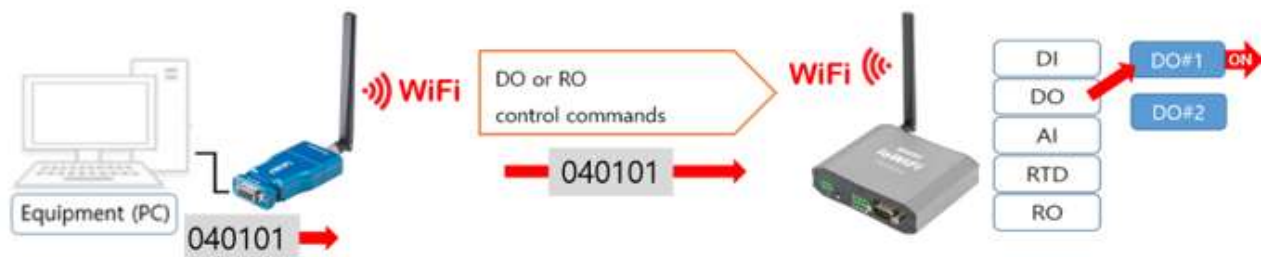 Equipment (PC)
040101
WiFi
DO or RO
control commands
040101
WiFi
ioWiFi
DI
DO
AI
RTD
RO
DO#1
ON
DO#2